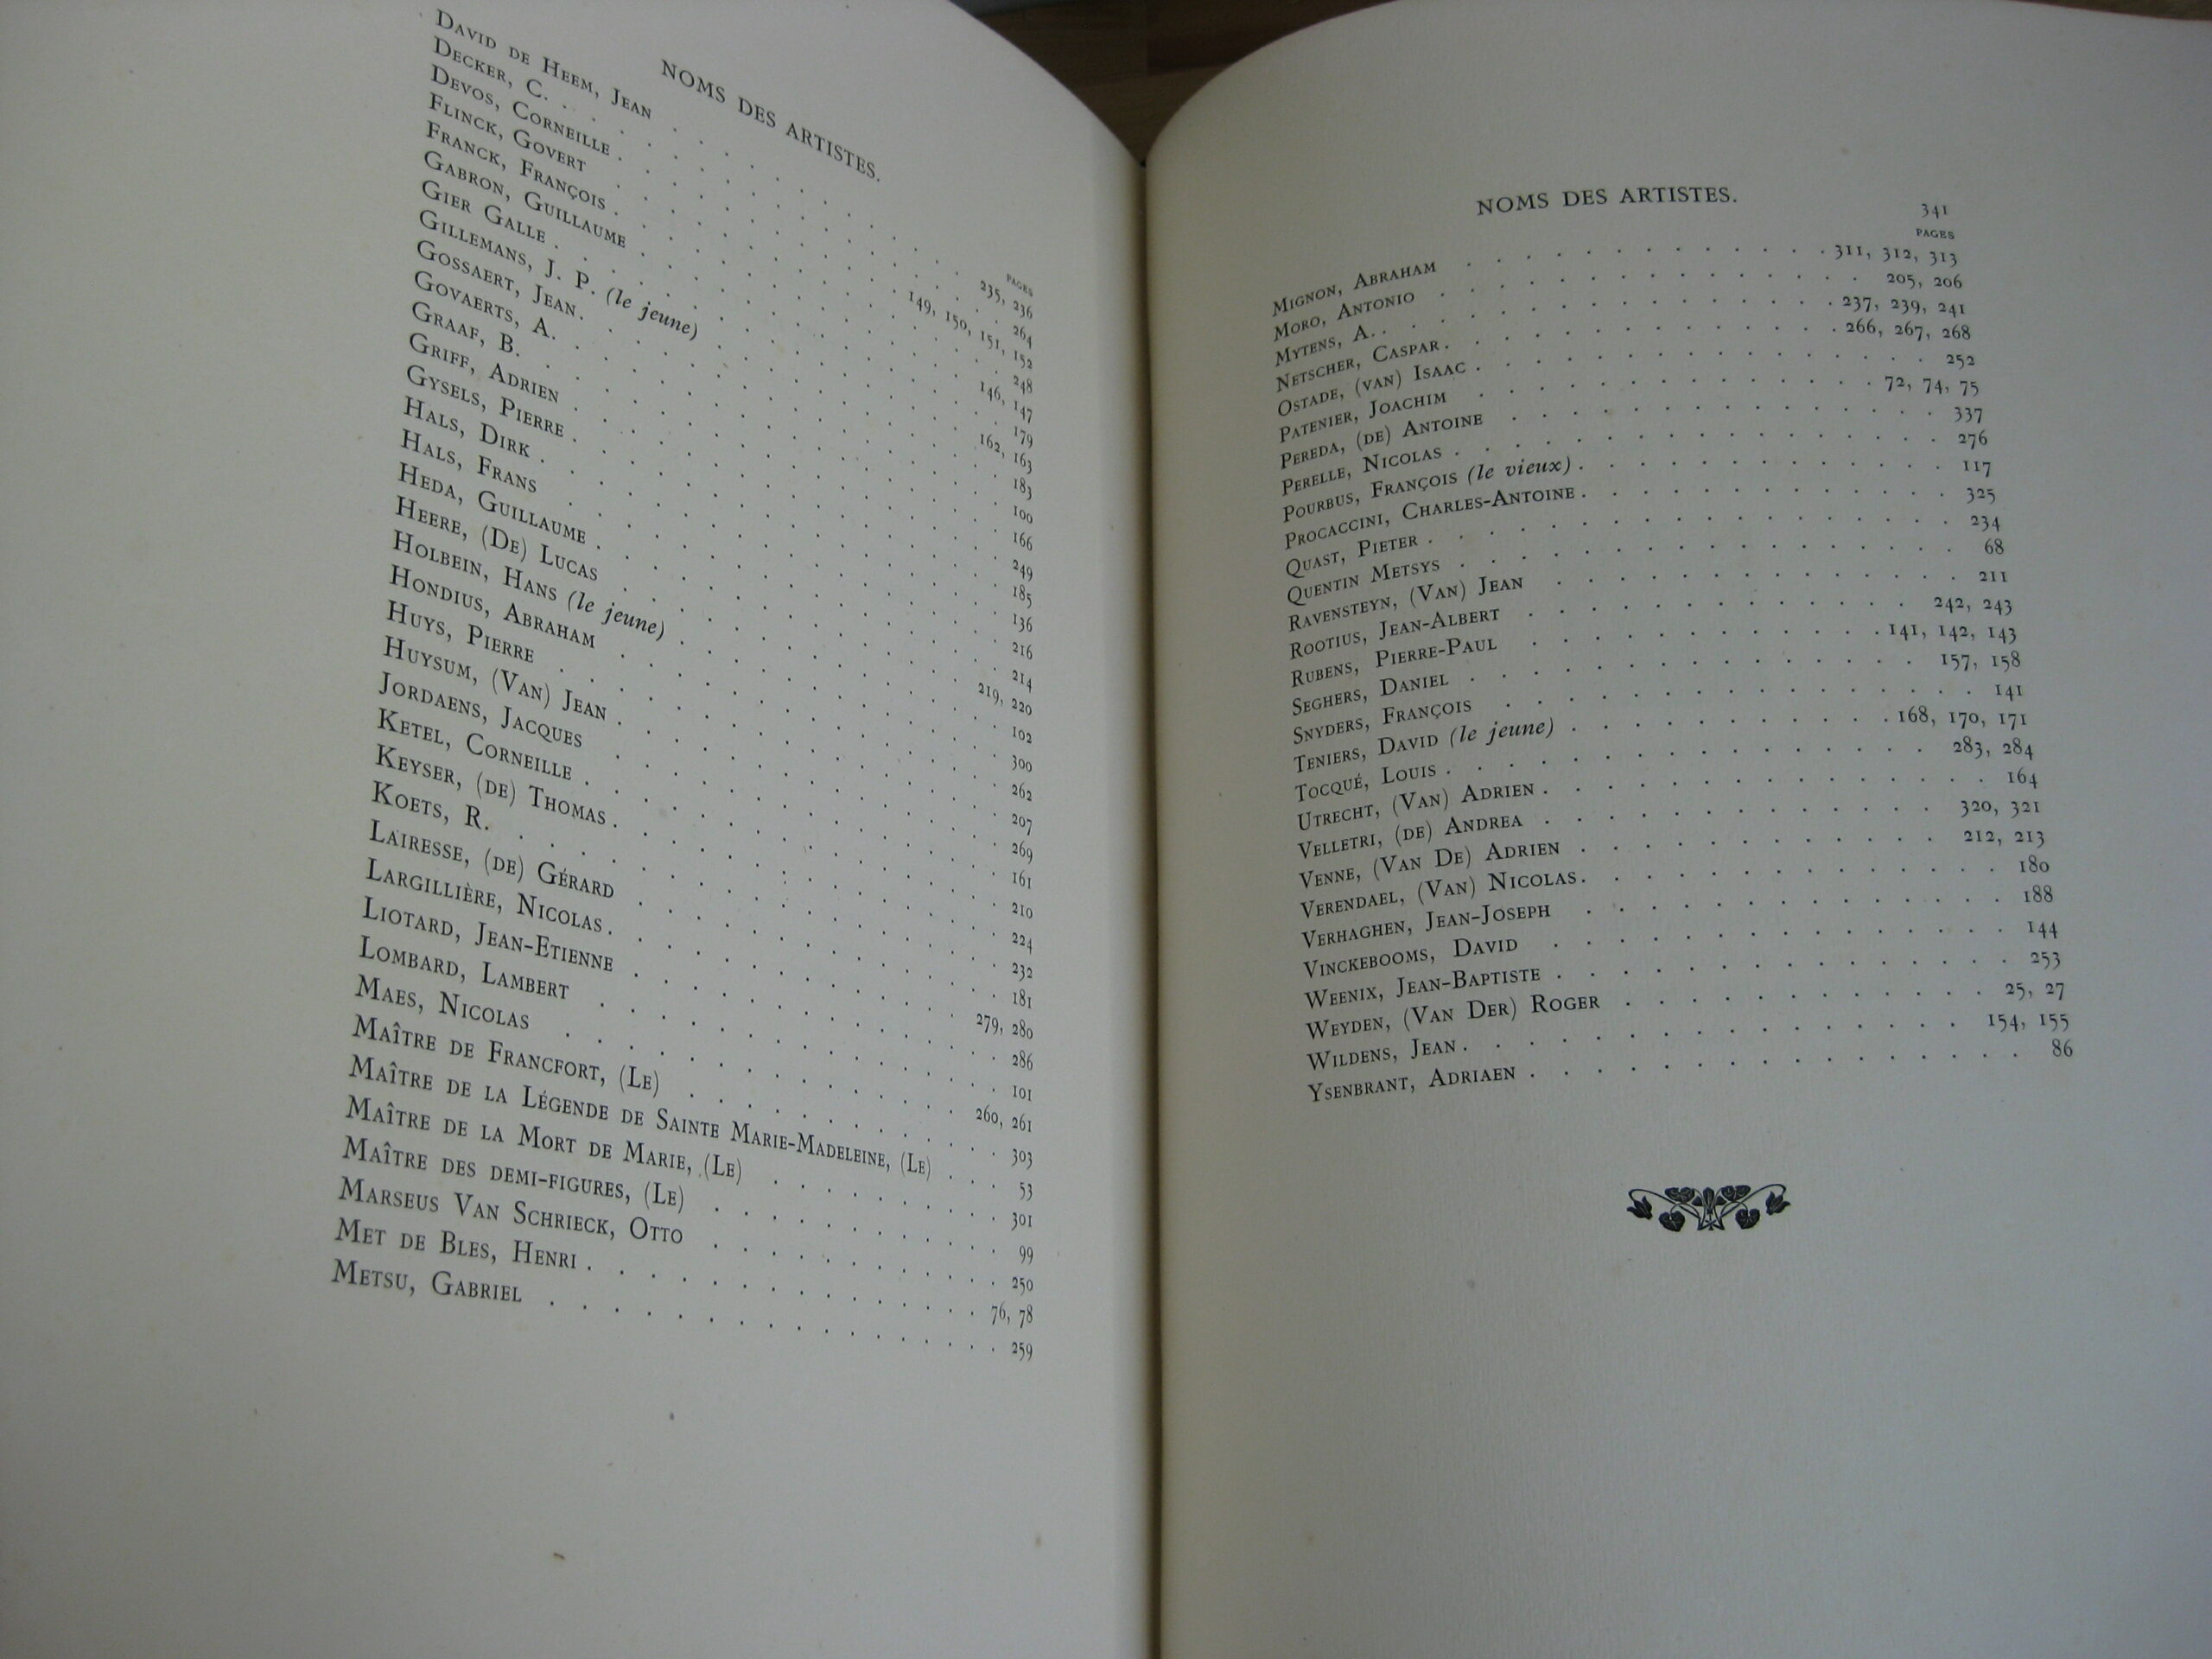 NOMS DES ARTISTES.
PAGES
DAVID DE HEEM, JEAN . . . . . . . . . . 235, 236
DECKER, C. . . . . . . . . . . 264
DEVOS, CORNEILLE . . . . . . . . . . 149, 150, 151, 152
FLINCK, GOVERT . . . . . . . . . . 248
FRANCK, FRANÇOIS . . . . . . . . . . 146, 147
GABRON, GUILLAUME . . . . . . . . . . 179
GIER GALLE . . . . . . . . . . 162, 163
GILLEMANS, J. P. (le jeune) . . . . . . . . . . 183
GOSSAERT, JEAN . . . . . . . . . . 100
GOVAERTS, A. . . . . . . . . . . 166
GRAAF, B. . . . . . . . . . . 249
GRIFF, ADRIEN . . . . . . . . . . 185
GYSELS, PIERRE . . . . . . . . . . 136
HALS, DIRK . . . . . . . . . . 216
HALS, FRANS . . . . . . . . . . 214
HEDA, GUILLAUME . . . . . . . . . . 219, 220
HEERE, (DE) LUCAS . . . . . . . . . . 102
HOLBEIN, HANS (le jeune) . . . . . . . . . . 300
HONDIUS, ABRAHAM . . . . . . . . . . 262
HUYS, PIERRE . . . . . . . . . . 207
HUYSUM, (VAN) JEAN . . . . . . . . . . 269
JORDAENS, JACQUES . . . . . . . . . . 161
KETEL, CORNEILLE . . . . . . . . . . 210
KEYSER, (DE) THOMAS . . . . . . . . . . 224
KOETS, R. . . . . . . . . . . 232
LAIRESSE, (DE) GÉRARD . . . . . . . . . . 181
LARGILLIÈRE, NICOLAS . . . . . . . . . . 279, 280
LIOTARD, JEAN-ETIENNE . . . . . . . . . . 286
LOMBARD, LAMBERT . . . . . . . . . . 101
MAES, NICOLAS . . . . . . . . . . 260, 261
MAÎTRE DE FRANCFORT, (LE) . . . . . . . . . . 303
MAÎTRE DE LA LÉGENDE DE SAINTE MARIE-MADELEINE, (LE) . . . 53
MAÎTRE DE LA MORT DE MARIE, (LE) . . . . . . . . 301
MAÎTRE DES DEMI-FIGURES, (LE) . . . . . . . . . . 99
MARSEUS VAN SCHRIECK, OTTO . . . . . . . . . . 250
MET DE BLES, HENRI . . . . . . . . . . 76, 78
METSU, GABRIEL . . . . . . . . . . 259
NOMS DES ARTISTES. 341
PAGES
MIGNON, ABRAHAM . . . . . . . . . . 311, 312, 313
MORO, ANTONIO . . . . . . . . . . 205, 206
MYTENS, A. . . . . . . . . . . 237, 239, 241
NETSCHER, CASPAR . . . . . . . . . . 266, 267, 268
OSTADE, (VAN) ISAAC . . . . . . . . . . 252
PATENIER, JOACHIM . . . . . . . . . . 72, 74, 75
PEREDA, (DE) ANTOINE . . . . . . . . . . 337
PERELLE, NICOLAS . . . . . . . . . . 276
POURBUS, FRANÇOIS (le vieux) . . . . . . . . . . 117
PROCACCINI, CHARLES-ANTOINE . . . . . . . . . . 325
QUAST, PIETER . . . . . . . . . . 234
QUENTIN METSYS . . . . . . . . . . 68
RAVENSTEYN, (VAN) JEAN . . . . . . . . . . 211
ROOTIUS, JEAN-ALBERT . . . . . . . . . . 242, 243
RUBENS, PIERRE-PAUL . . . . . . . . . . 141, 142, 143
SEGHERS, DANIEL . . . . . . . . . . 157, 158
SNYDERS, FRANÇOIS . . . . . . . . . . 141
TENIERS, DAVID (le jeune) . . . . . . . . . . 168, 170, 171
TOCQUÉ, LOUIS . . . . . . . . . . 283, 284
UTRECHT, (VAN) ADRIEN . . . . . . . . . . 164
VELLETRI, (DE) ANDREA . . . . . . . . . . 320, 321
VENNE, (VAN DE) ADRIEN . . . . . . . . . . 212, 213
VERENDAEL, (VAN) NICOLAS . . . . . . . . . . 180
VERHAGHEN, JEAN-JOSEPH . . . . . . . . . . 188
VINCKEBOOMS, DAVID . . . . . . . . . . 144
WEENIX, JEAN-BAPTISTE . . . . . . . . . . 253
WEYDEN, (VAN DER) ROGER . . . . . . . . . . 25, 27
WILDENS, JEAN . . . . . . . . . . 154, 155
YSENBRANT, ADRIAEN . . . . . . . . . . 86